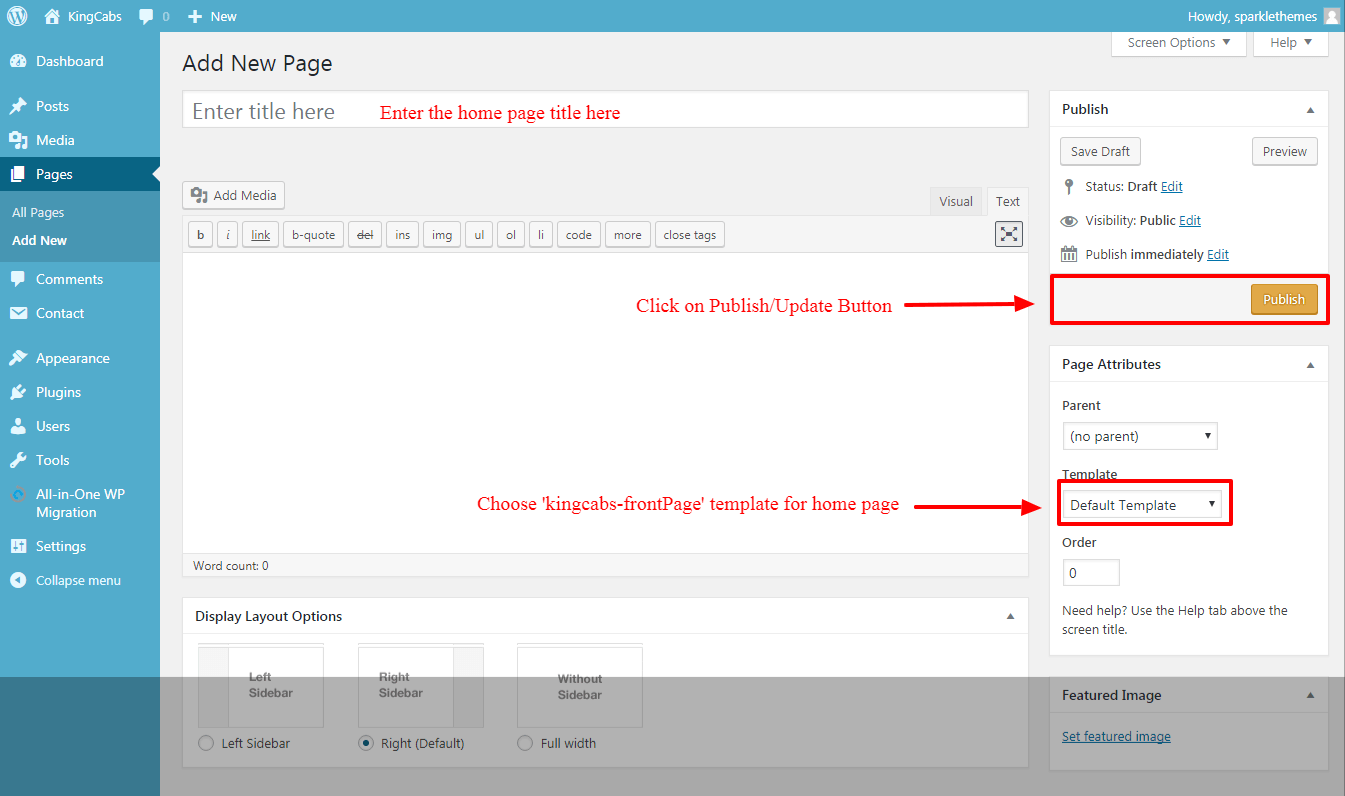 KingCabs 0 New
Howdy, sparklethemes
Screen Options
Help
Dashboard
Posts
Media
Pages
All Pages
Add New
Comments
Contact
Appearance
Plugins
Users
Tools
All-in-One WP
Migration
Settings
Collapse menu
Add New Page
Enter title here
Enter the home page title here
Add Media
Visual Text
b i link b-quote del ins img ul ol li code more close tags
Click on Publish/Update Button
Choose 'kingcabs-frontPage' template for home page
Word count: 0
Display Layout Options
Left
Sidebar
Right
Sidebar
Without
Sidebar
Left Sidebar
Right (Default)
Full width
Publish
Save Draft
Preview
Status: Draft Edit
Visibility: Public Edit
Publish immediately Edit
Publish
Page Attributes
Parent
(no parent)
Template
Default Template
Order
0
Need help? Use the Help tab above the
screen title.
Featured Image
Set featured image